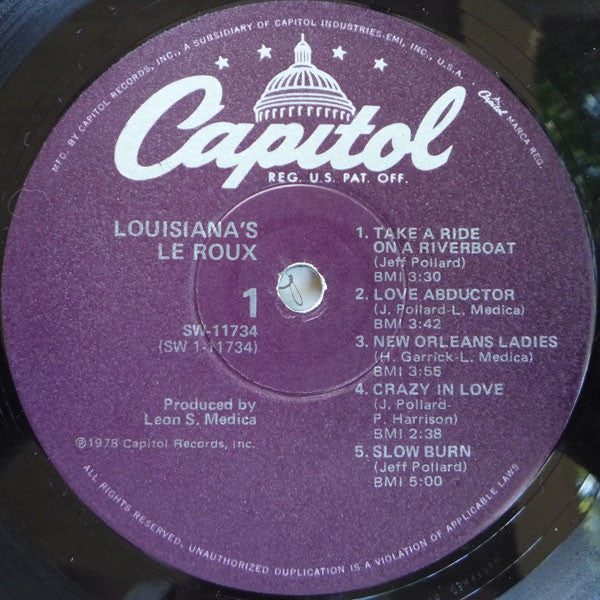 MFD. BY CAPITOL RECORDS, INC., A SUBSIDIARY OF CAPITOL INDUSTRIES-EMI, INC., U.S.A.
Capitol MARCA REG.
Capitol
REG. U.S. PAT. OFF.
LOUISIANA'S
LE ROUX
1
SW-11734
(SW 1-11734)
Produced by
Leon S. Medica
℗1978 Capitol Records, Inc.
1. TAKE A RIDE
ON A RIVERBOAT
(Jeff Pollard)
BMI 3:30
2. LOVE ABDUCTOR
(J. Pollard-L. Medica)
BMI 3:42
3. NEW ORLEANS LADIES
(H. Garrick-L. Medica)
BMI 3:55
4. CRAZY IN LOVE
(J. Pollard-
P. Harrison)
BMI 2:38
5. SLOW BURN
(Jeff Pollard)
BMI 5:00
ALL RIGHTS RESERVED. UNAUTHORIZED DUPLICATION IS A VIOLATION OF APPLICABLE LAWS